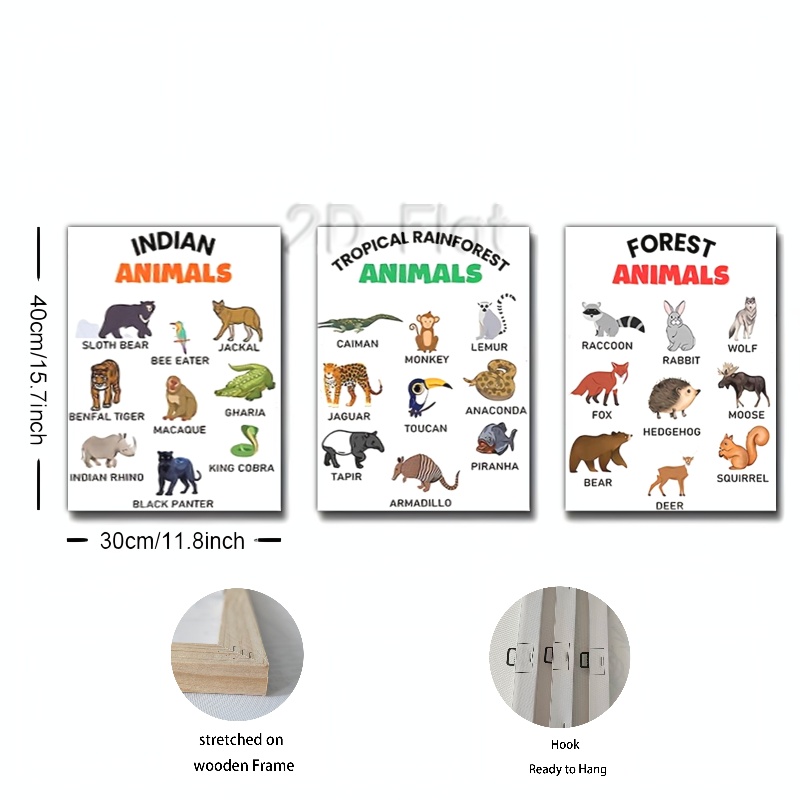 2D Flat
INDIAN
ANIMALS
SLOTH BEAR
BEE EATER
JACKAL
BENFAL TIGER
MACAQUE
GHARIA
INDIAN RHINO
KING COBRA
BLACK PANTER
TROPICAL RAINFOREST
ANIMALS
CAIMAN
MONKEY
LEMUR
JAGUAR
TOUCAN
ANACONDA
TAPIR
PIRANHA
ARMADILLO
FOREST
ANIMALS
RACCOON
RABBIT
WOLF
FOX
HEDGEHOG
MOOSE
BEAR
DEER
SQUIRREL
40cm/15.7inch
30cm/11.8inch
stretched on
wooden Frame
Hook
Ready to Hang